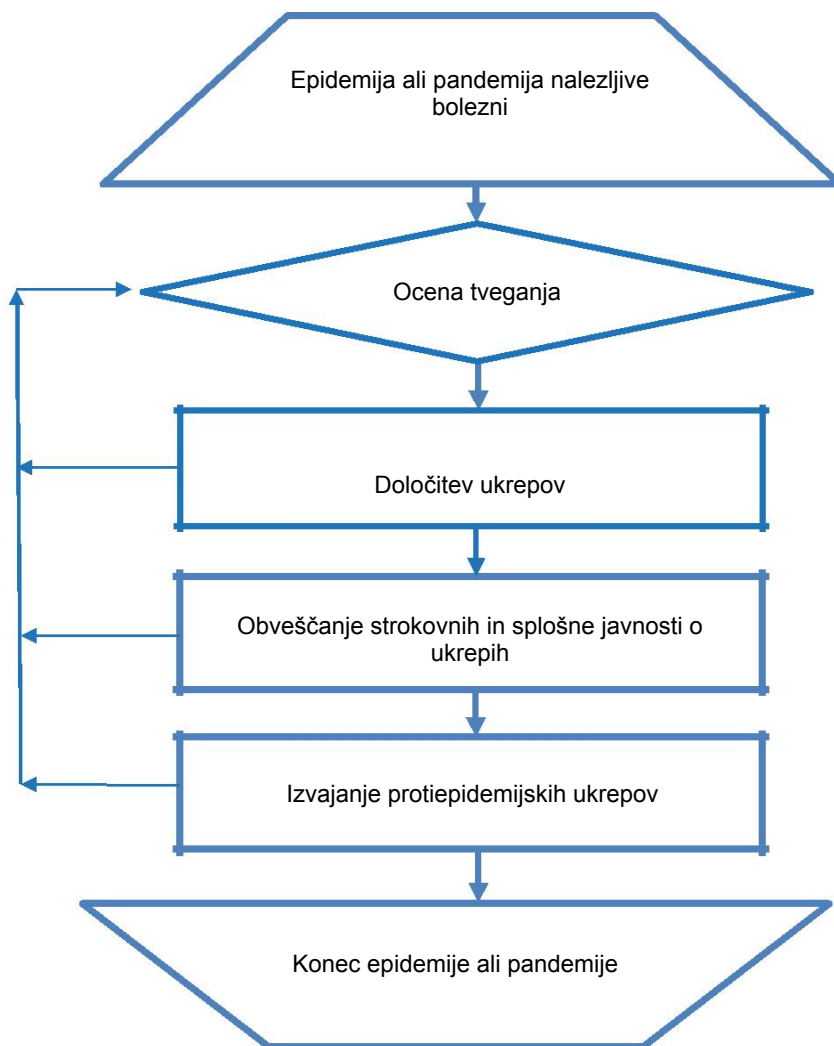 Epidemija ali pandemija nalezljive
bolezni
Ocena tveganja
Določitev ukrepov
Obveščanje strokovnih in splošne javnosti o
ukrepih
Izvajanje protiepidemijskih ukrepov
Konec epidemije ali pandemije